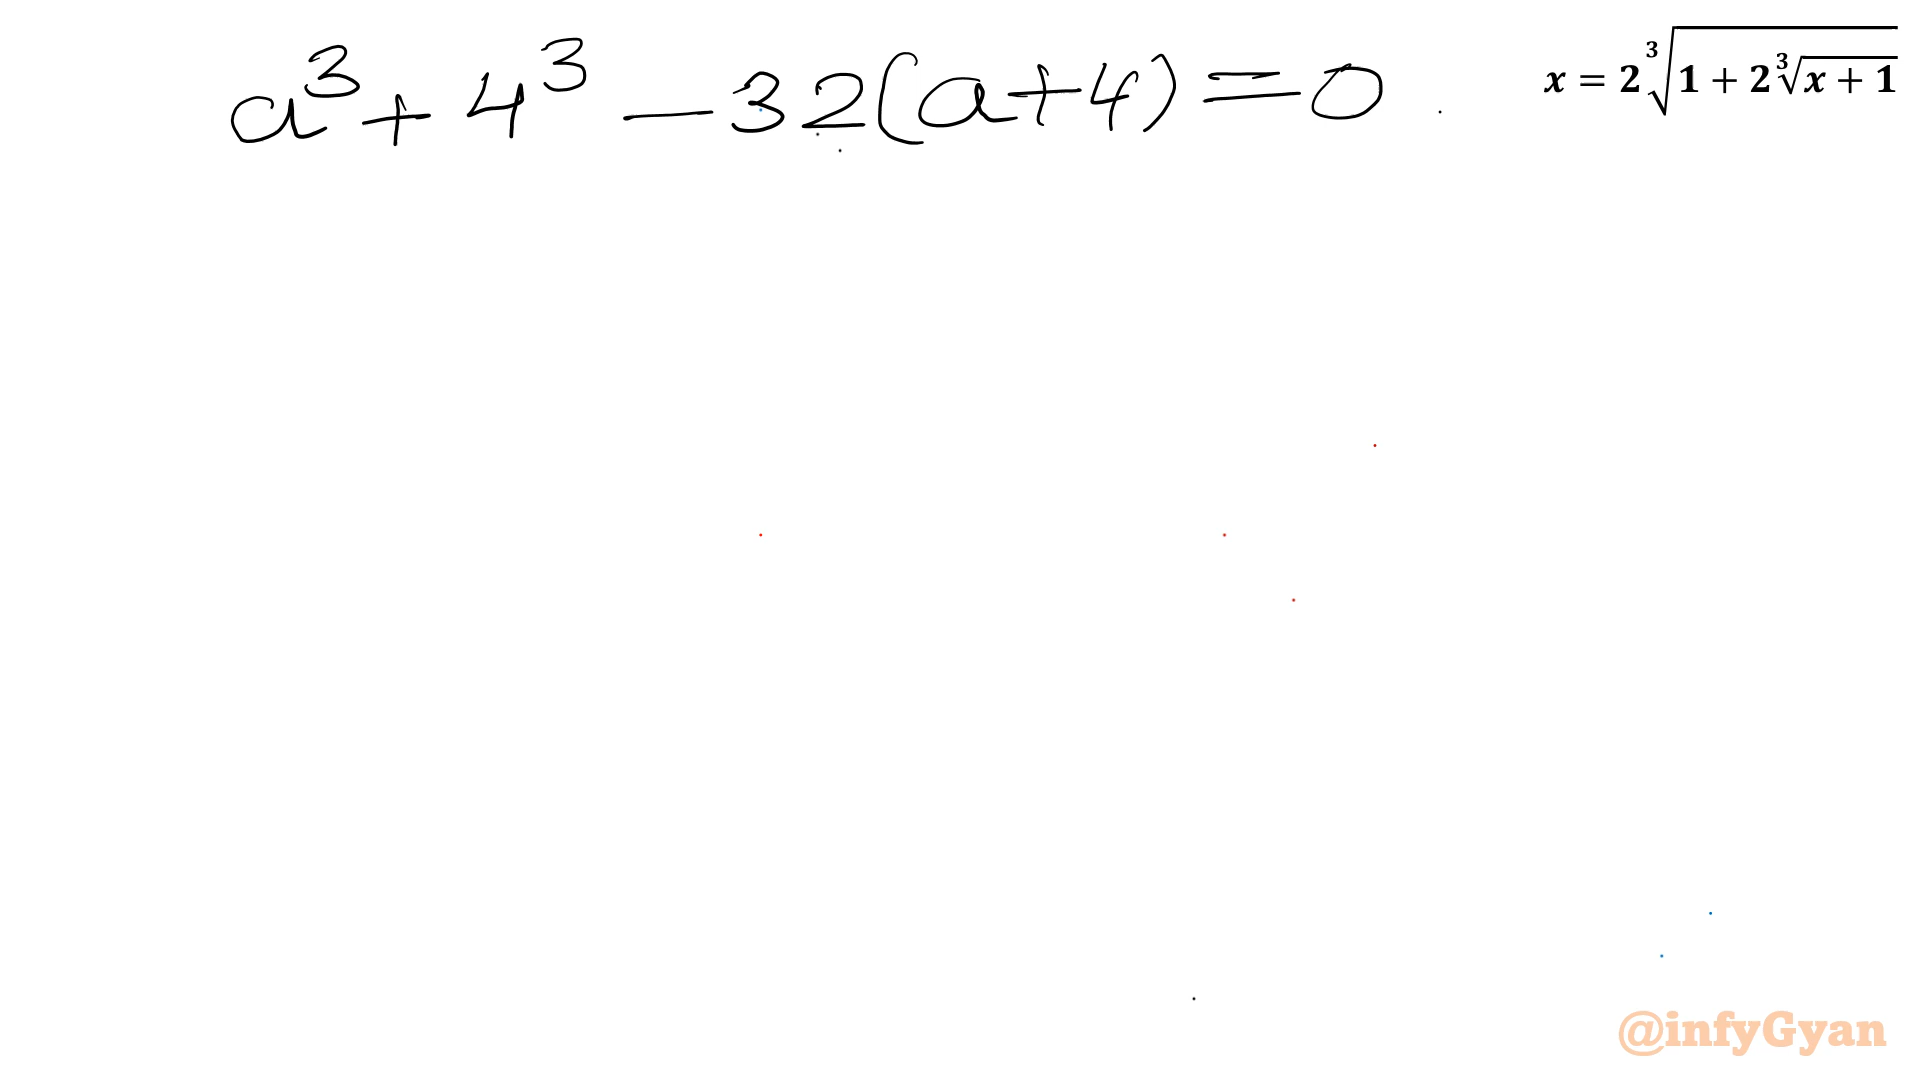 a³ + 4³ − 32(a+4) = 0
x = 2∛(1 + 2∛(x + 1))
@infyGyan